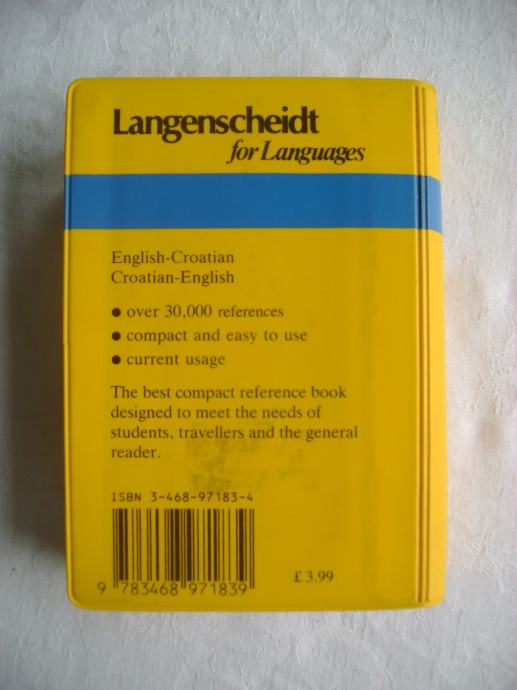 Langenscheidt
for Languages
English-Croatian
Croatian-English
● over 30,000 references
● compact and easy to use
● current usage
The best compact reference book
designed to meet the needs of
students, travellers and the general
reader.
ISBN 3-468-97183-4
9 783468 971839
£ 3.99